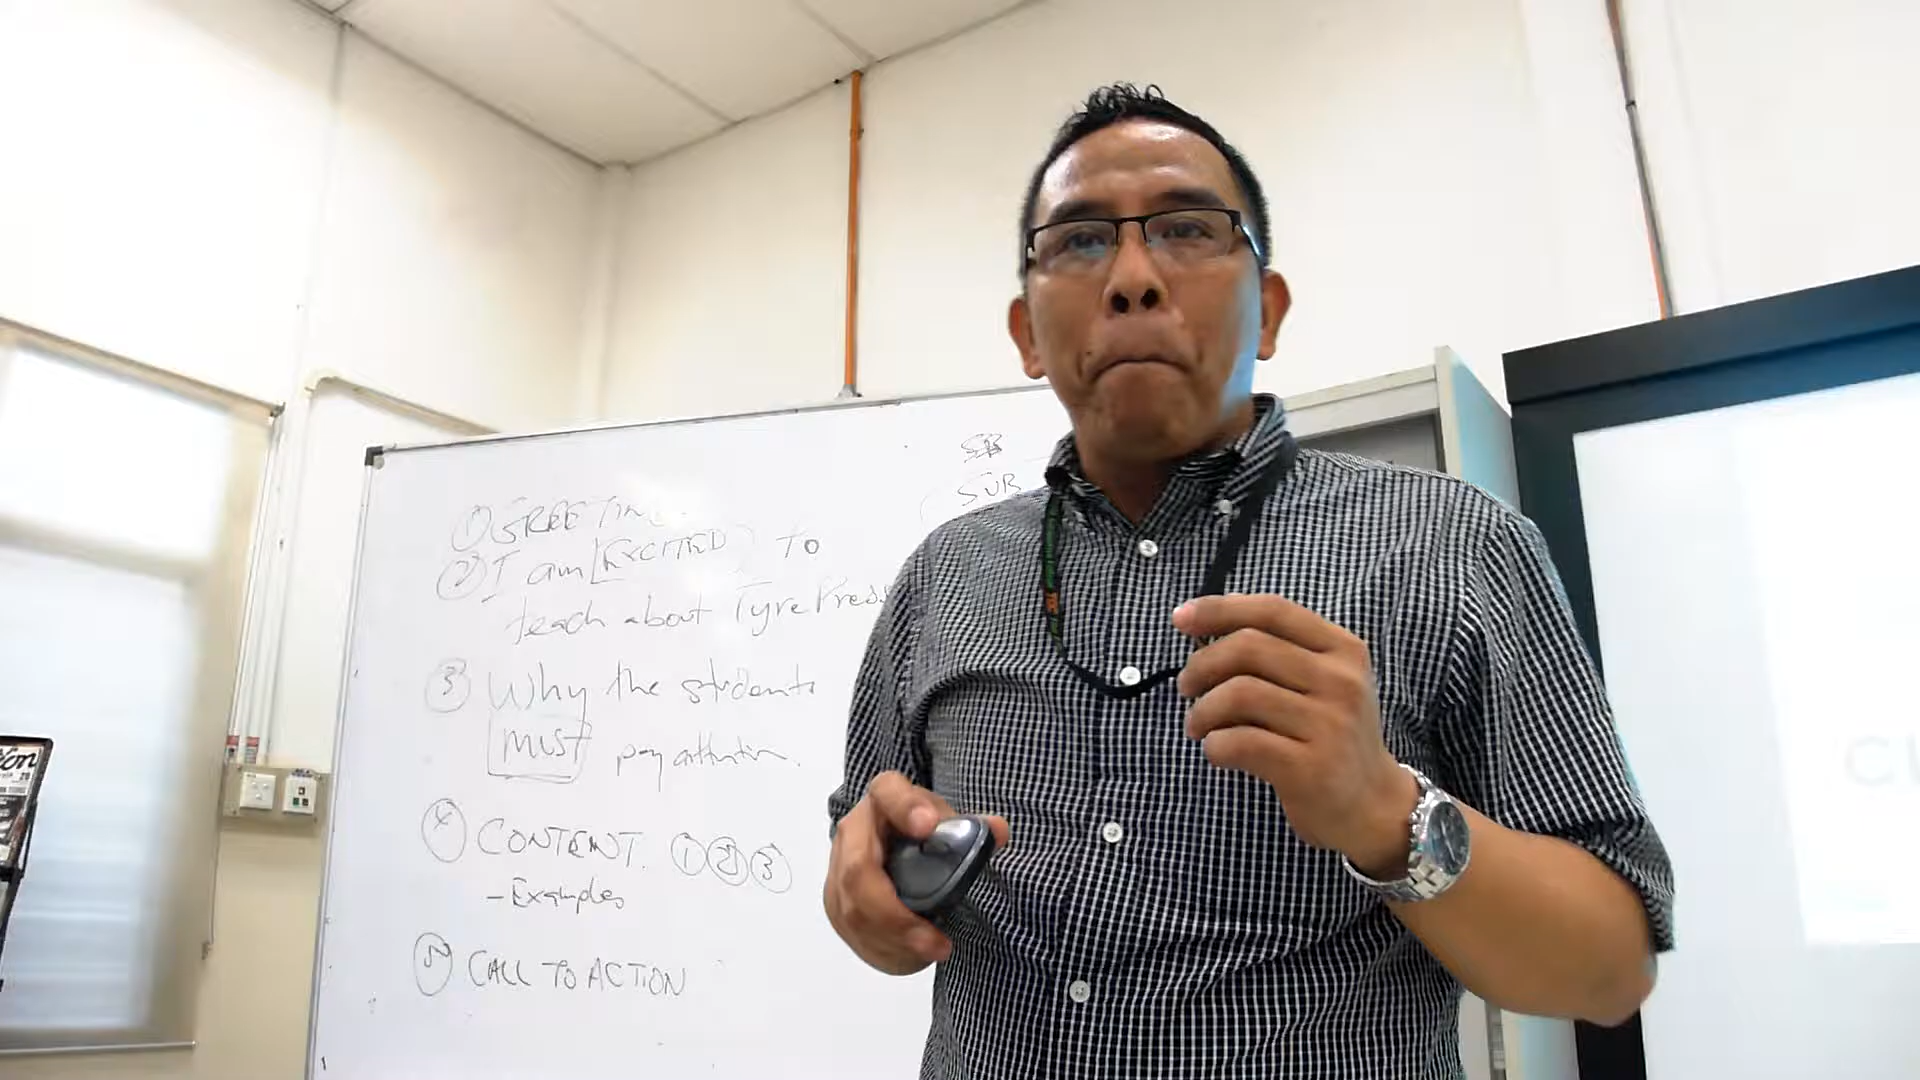 ① GREETING.
② I am [EXCITED] to
teach about Tyre Press
③ Why the students
MUST pay attention.
④ CONTENT. ① ② ③
- Examples
⑤ CALL TO ACTION
SUB